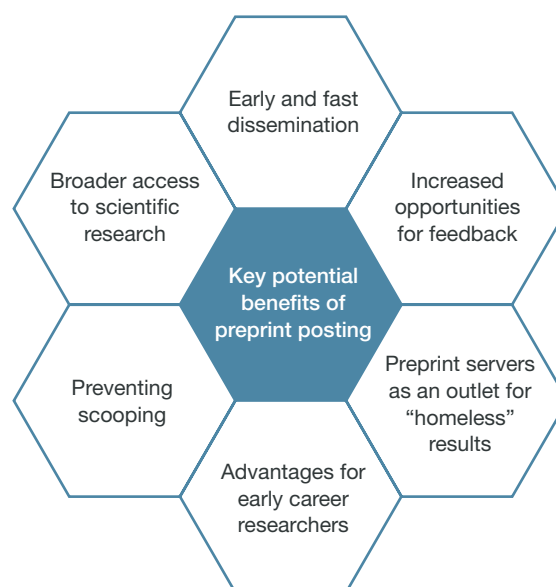 Early and fast
dissemination
Broader access
to scientific
research
Increased
opportunities
for feedback
Key potential
benefits of
preprint posting
Preventing
scooping
Preprint servers
as an outlet for
“homeless”
results
Advantages for
early career
researchers